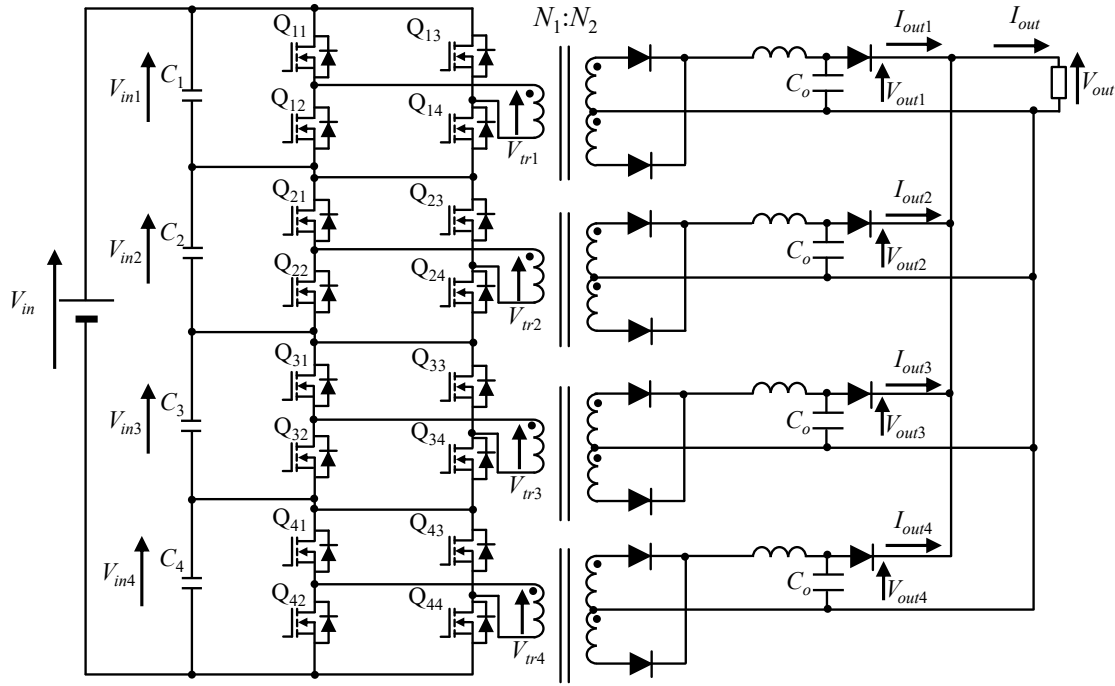 Q11
Q13
N1:N2
Iout1
Iout
Vin1
C1
Q12
Q14
Vtr1
Co
Vout1
Vout
Q21
Q23
Iout2
Vin2
C2
Q22
Q24
Vtr2
Co
Vout2
Vin
Q31
Q33
Iout3
Vin3
C3
Q32
Q34
Vtr3
Co
Vout3
Q41
Q43
Iout4
Vin4
C4
Q42
Q44
Vtr4
Co
Vout4